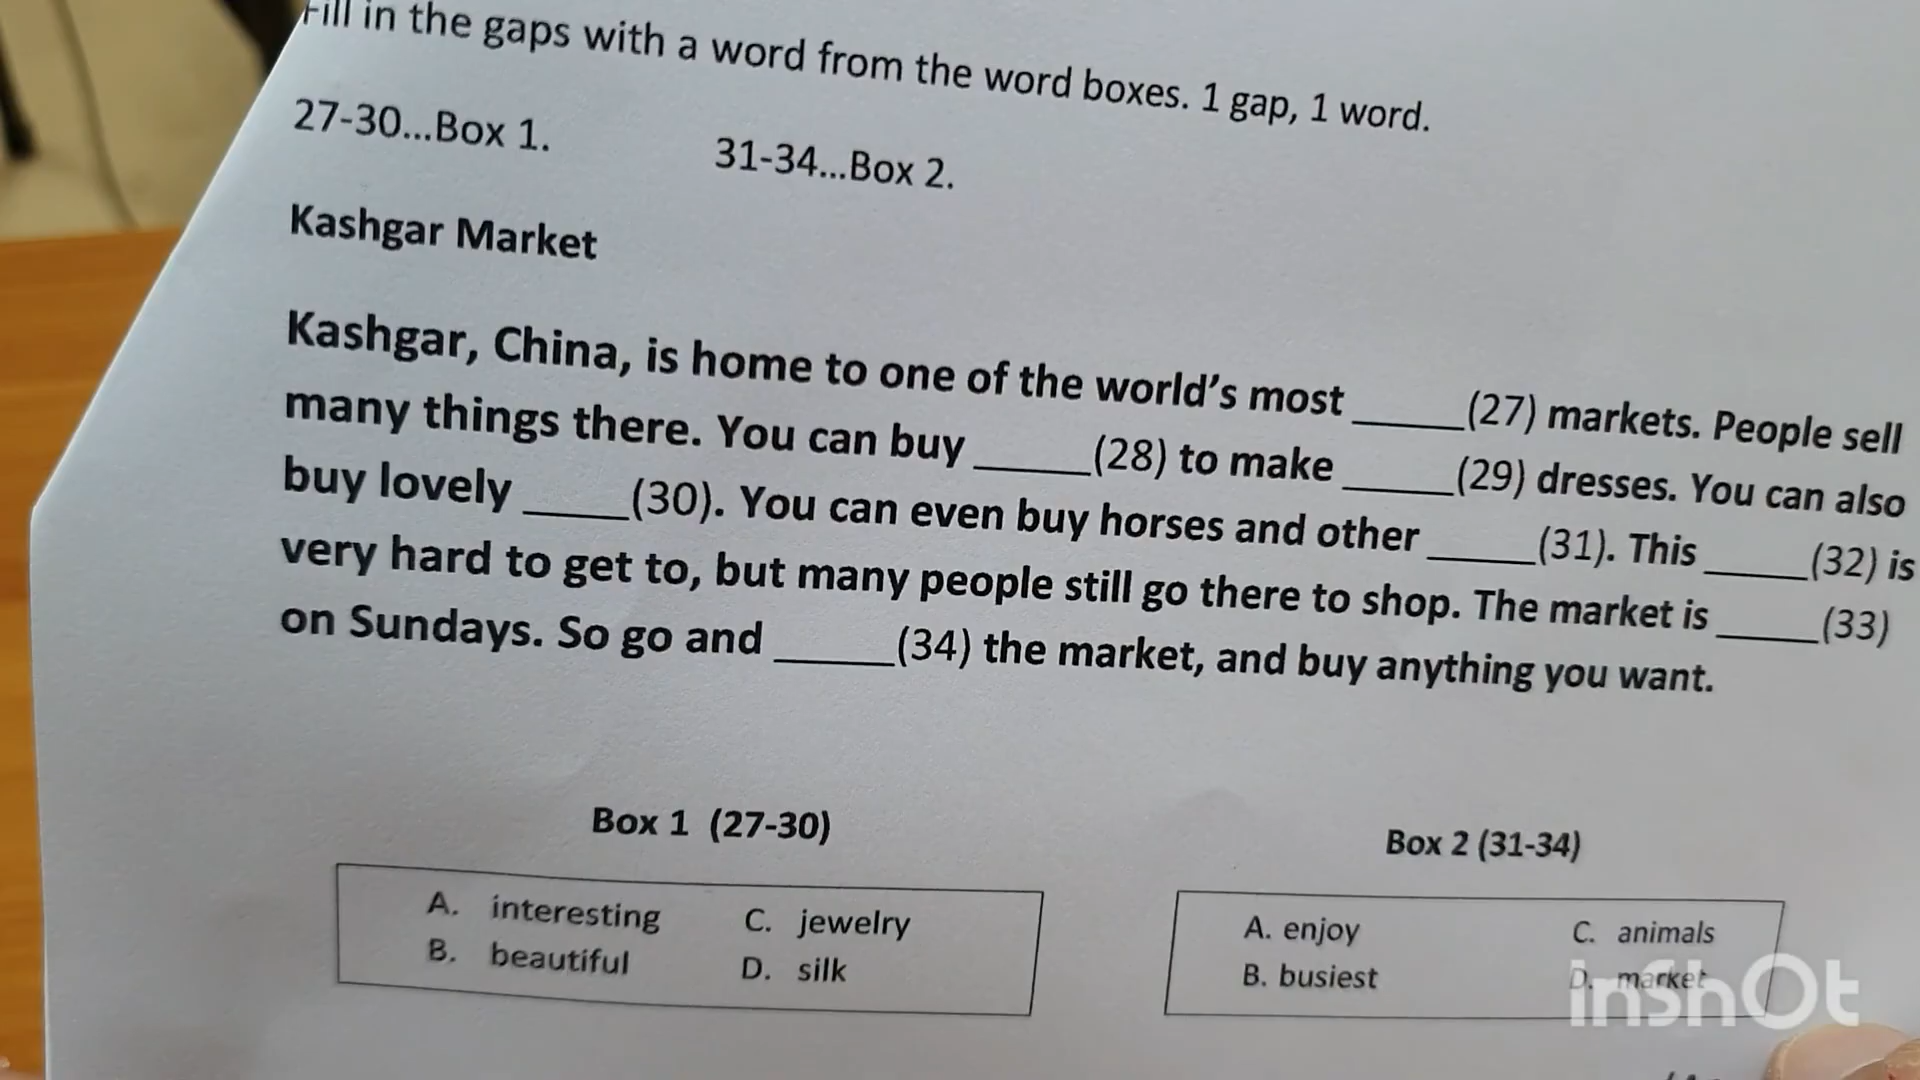 Fill in the gaps with a word from the word boxes. 1 gap, 1 word.
27-30...Box 1. 31-34...Box 2.
Kashgar Market
Kashgar, China, is home to one of the world's most _____(27) markets. People sell
many things there. You can buy _____(28) to make _____(29) dresses. You can also
buy lovely _____(30). You can even buy horses and other _____(31). This _____(32) is
very hard to get to, but many people still go there to shop. The market is _____(33)
on Sundays. So go and _____(34) the market, and buy anything you want.
Box 1 (27-30)
A. interesting C. jewelry
B. beautiful D. silk
Box 2 (31-34)
A. enjoy C. animals
B. busiest D. market
inShOt